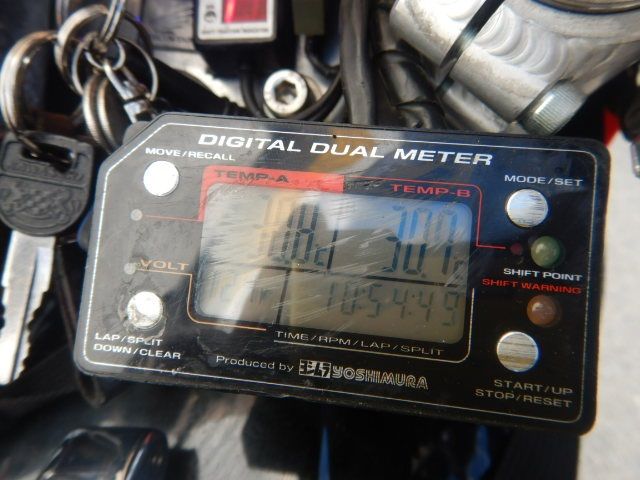 DIGITAL DUAL METER
MOVE/RECALL
TEMP-A
TEMP-B
MODE/SET
30.7
VOLT
10:54:49
SHIFT POINT
SHIFT WARNING
LAP/SPLIT
DOWN/CLEAR
TIME/RPM/LAP/SPLIT
Produced by YOSHIMURA
START/UP
STOP/RESET